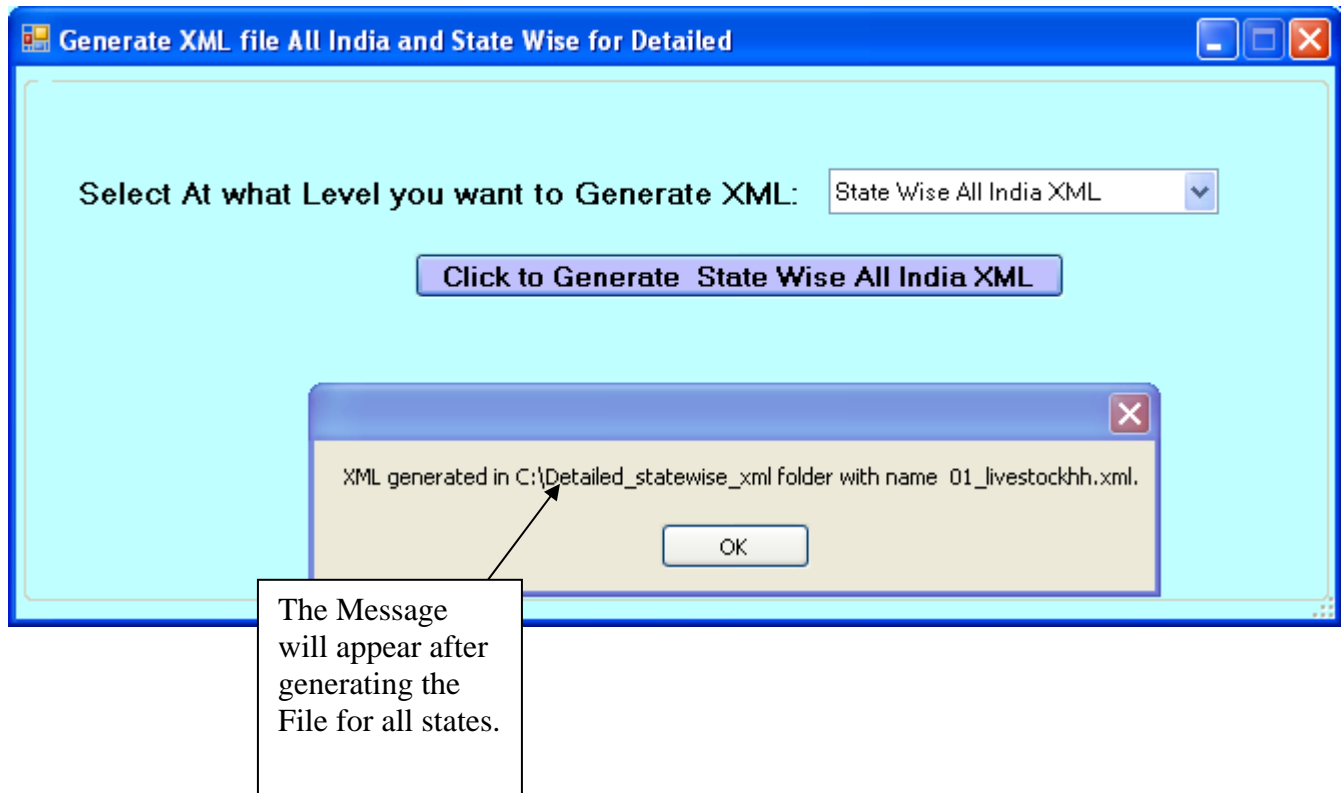 Generate XML file All India and State Wise for Detailed
Select At what Level you want to Generate XML:
State Wise All India XML
Click to Generate  State Wise All India XML
XML generated in C:\Detailed_statewise_xml folder with name  01_livestockhh.xml.
OK
The Message
will appear after
generating the
File for all states.